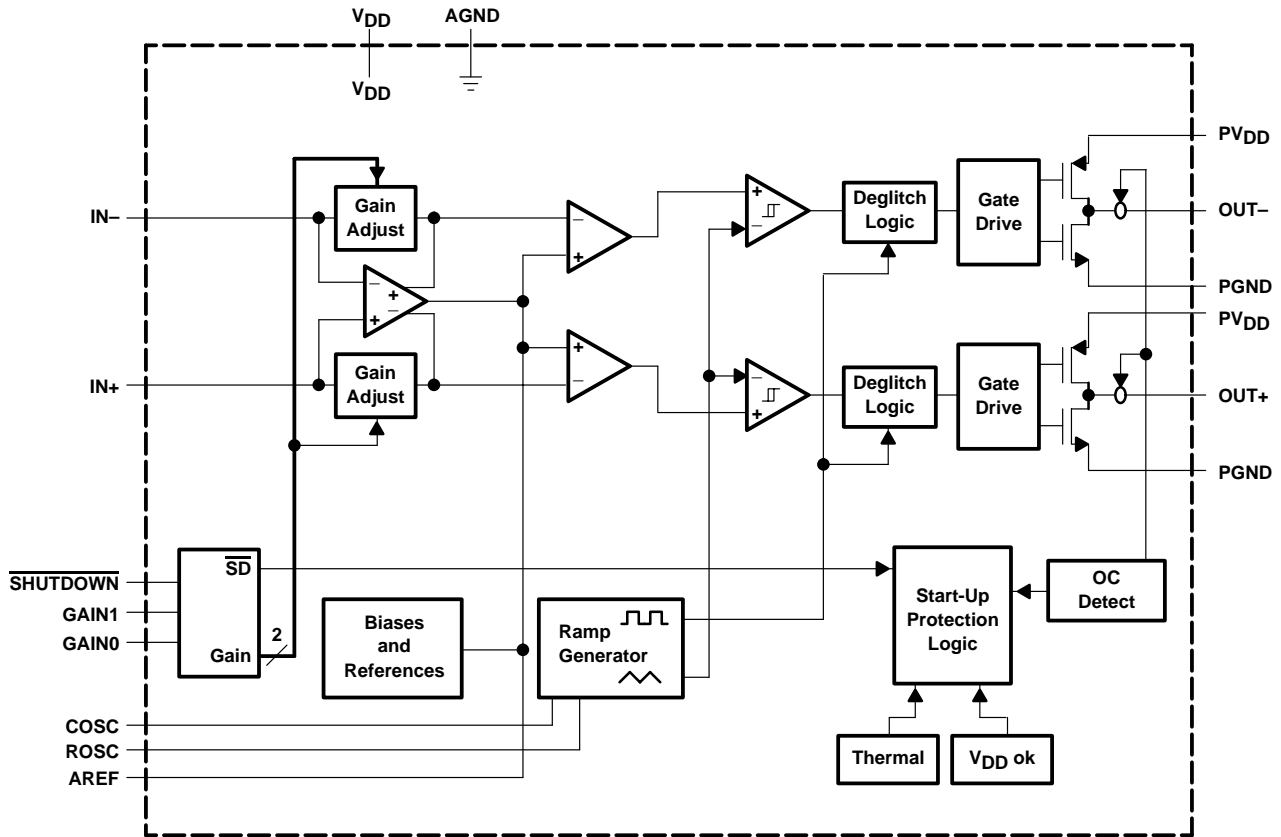 VDD
AGND
VDD
PVDD
IN–
Gain
Adjust
Deglitch
Logic
Gate
Drive
OUT–
PGND
PVDD
IN+
Gain
Adjust
Deglitch
Logic
Gate
Drive
OUT+
PGND
SHUTDOWN
GAIN1
GAIN0
SD
Gain
2
Biases
and
References
Ramp
Generator
Start-Up
Protection
Logic
OC
Detect
COSC
ROSC
AREF
Thermal
VDD ok
− + + − − + + − − + + − − +